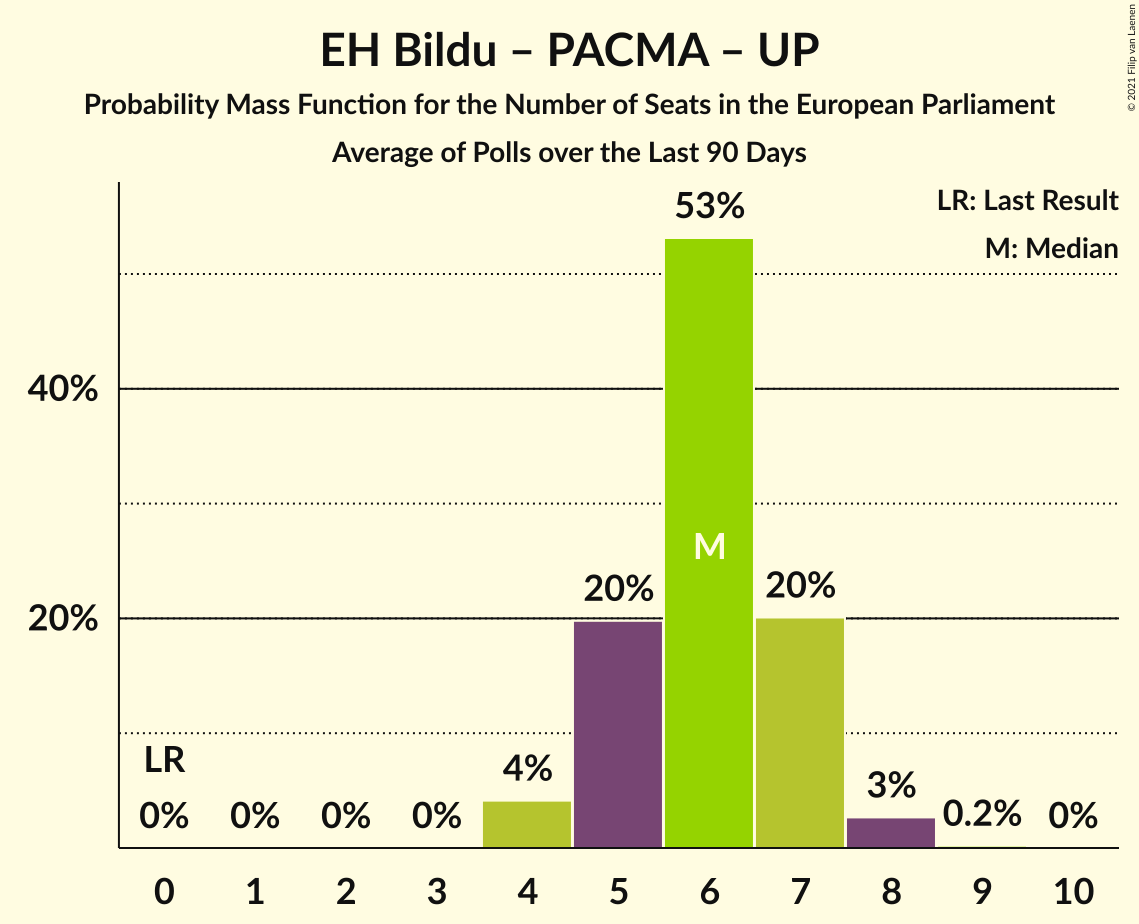 EH Bildu – PACMA – UP
Probability Mass Function for the Number of Seats in the European Parliament
Average of Polls over the Last 90 Days
© 2021 Filip van Laenen
LR: Last Result
M: Median
53%
40%
M
20%
20%
20%
LR
4%
3%
0%
0%
0%
0%
0.2%
0%
0 1 2 3 4 5 6 7 8 9 10